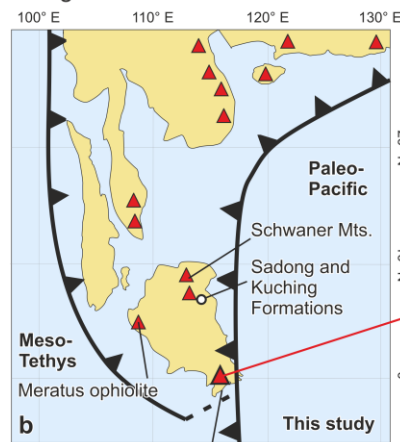 100° E
110° E
120° E
130° E
Paleo-
Pacific
Schwaner Mts.
Sadong and
Kuching
Formations
Meso-
Tethys
Meratus ophiolite
b
This study